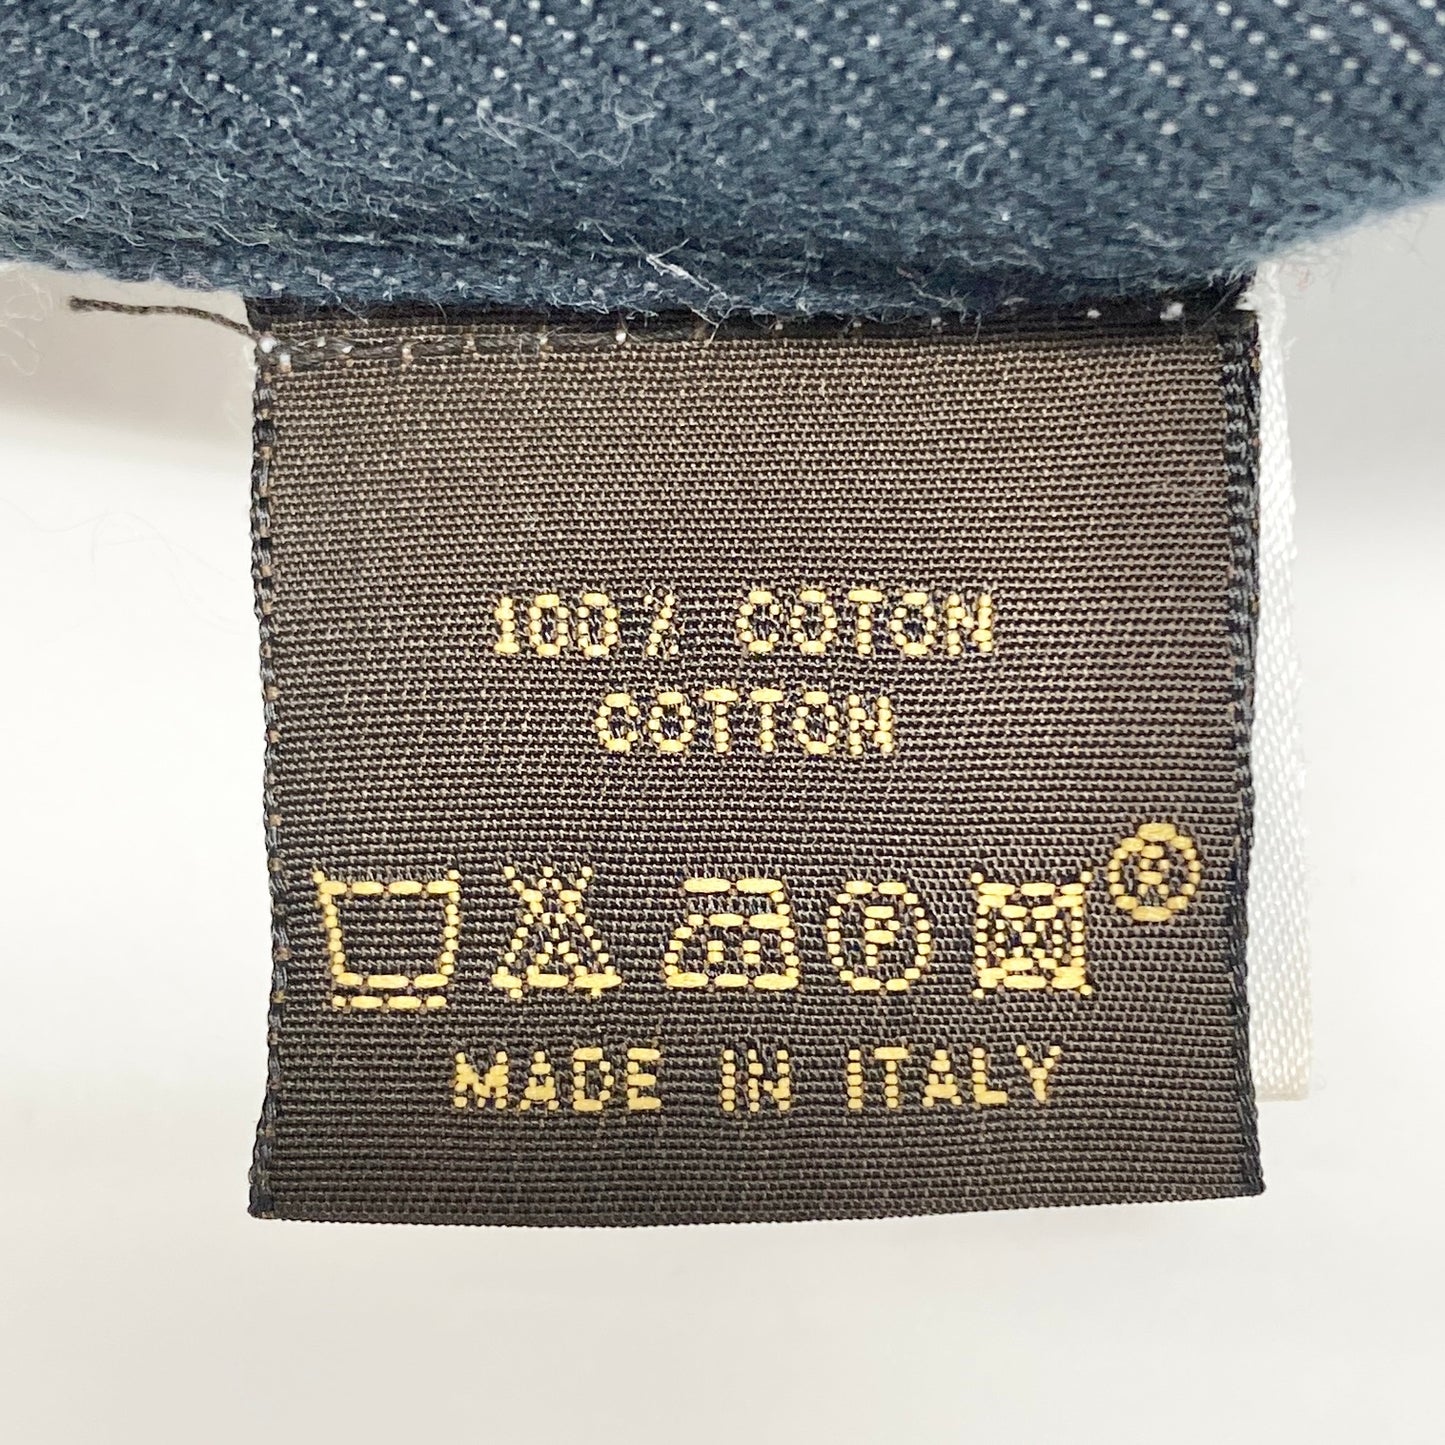 100% COTON
COTTON
F ®
MADE IN ITALY